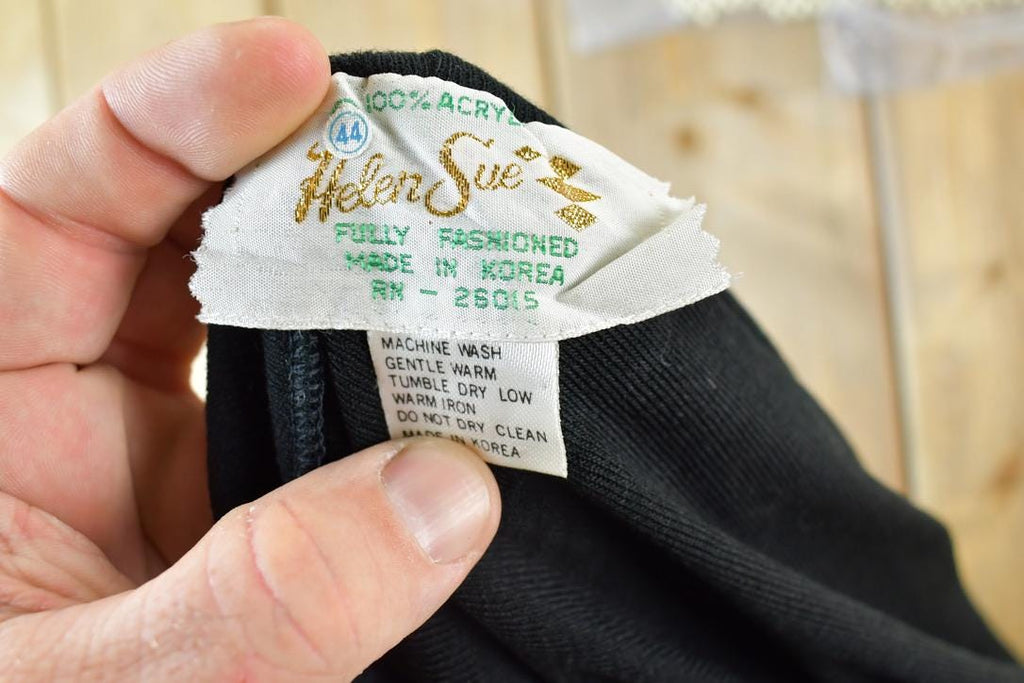 100% ACRYL
44
Helen Sue
FULLY FASHIONED
MADE IN KOREA
RN - 26015
MACHINE WASH
GENTLE WARM
TUMBLE DRY LOW
WARM IRON
DO NOT DRY CLEAN
MADE IN KOREA